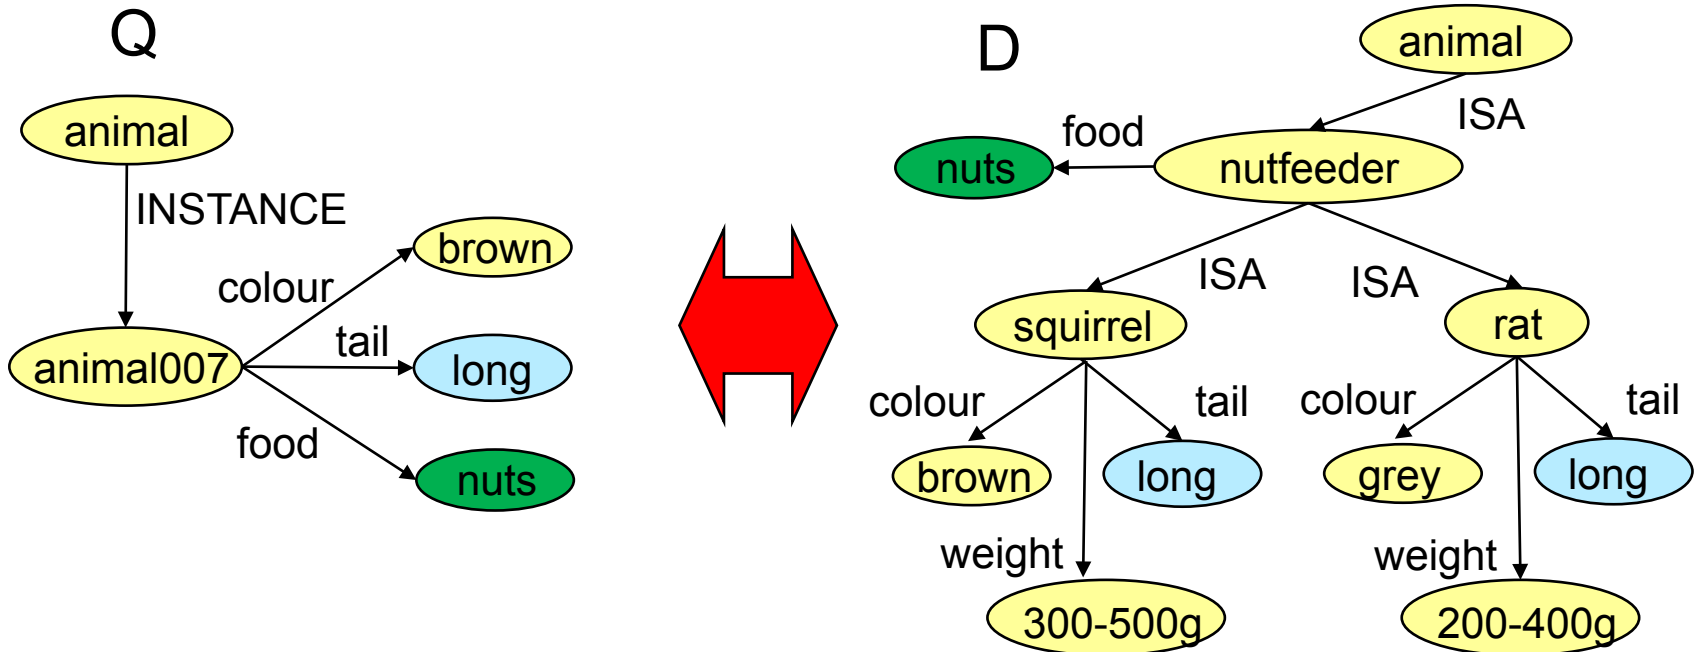 Q
animal
INSTANCE
brown
colour
tail
animal007
long
food
nuts
D
animal
ISA
food
nuts
nutfeeder
ISA
ISA
squirrel
rat
colour
tail
colour
tail
brown
long
grey
long
weight
weight
300-500g
200-400g